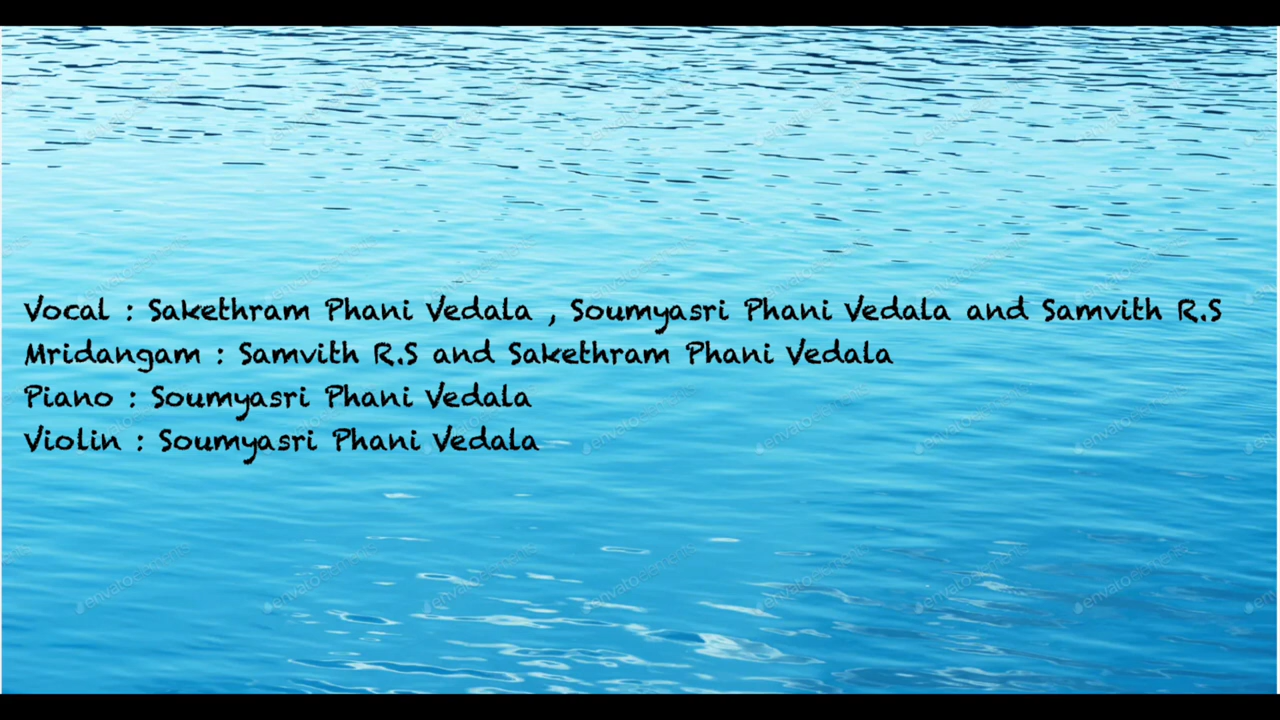 Vocal : Sakethram Phani Vedala , Soumyasri Phani Vedala and Samvith R.S
Mridangam : Samvith R.S and Sakethram Phani Vedala
Piano : Soumyasri Phani Vedala
Violin : Soumyasri Phani Vedala